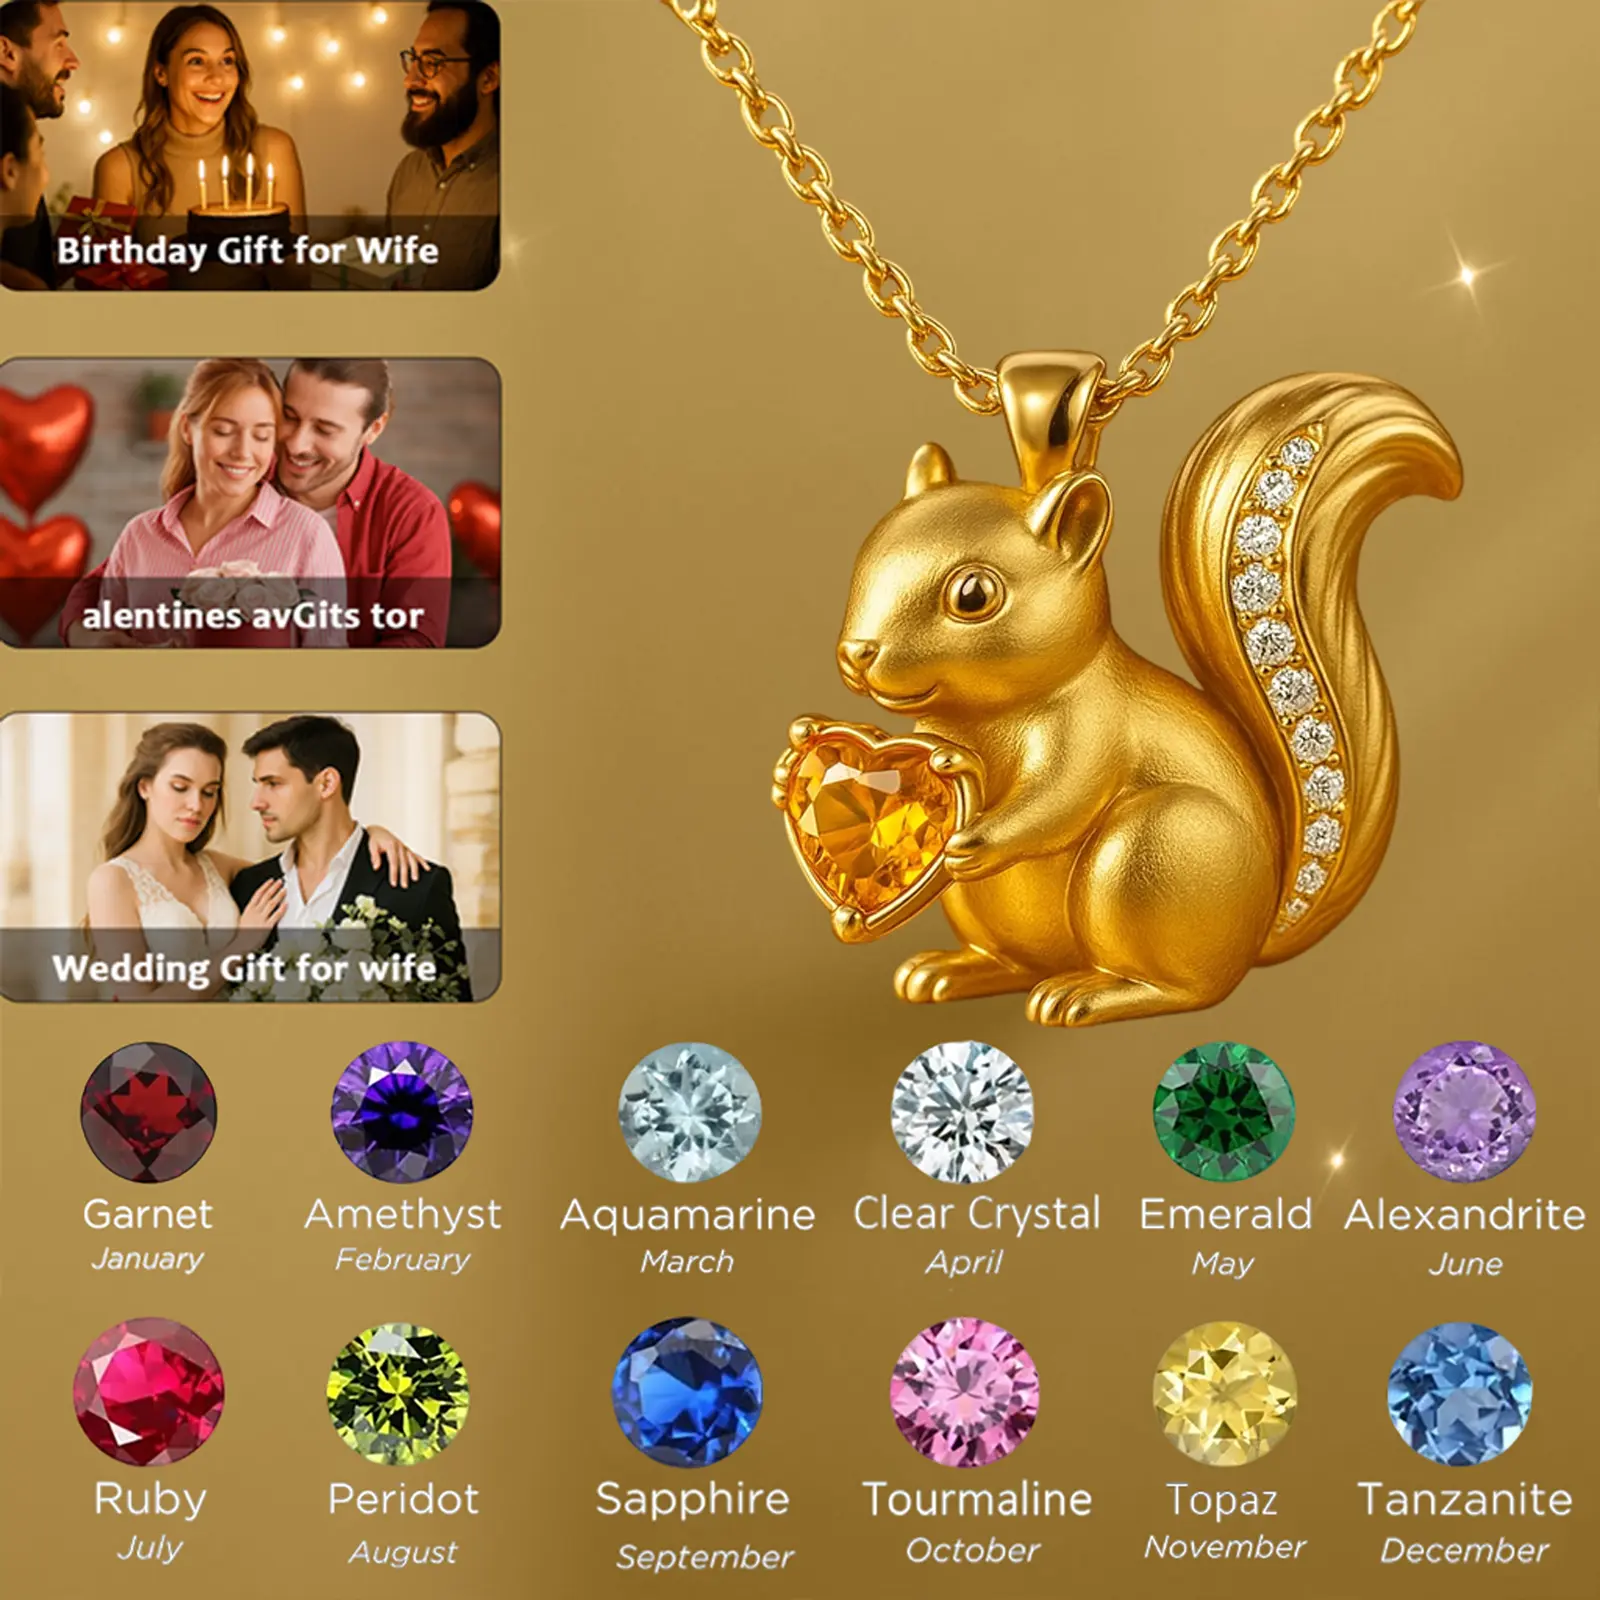 Birthday Gift for Wife
alentines avGits tor
Wedding Gift for wife
Garnet
January
Amethyst
February
Aquamarine
March
Clear Crystal
April
Emerald
May
Alexandrite
June
Ruby
July
Peridot
August
Sapphire
September
Tourmaline
October
Topaz
November
Tanzanite
December